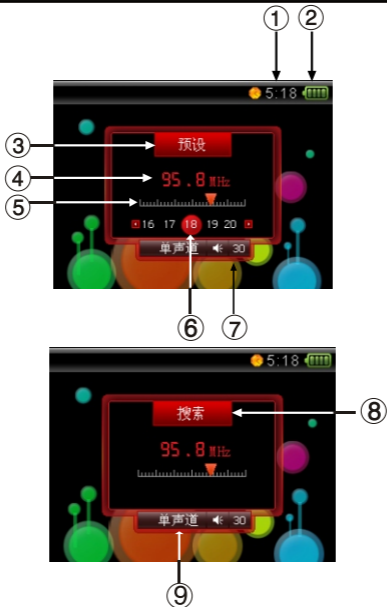 ① ②
5:18
③ 预设
④ 95.8 MHz
⑤
16 17 18 19 20
单声道 30
⑥ ⑦
5:18
搜索 ⑧
95.8 MHz
单声道 30
⑨